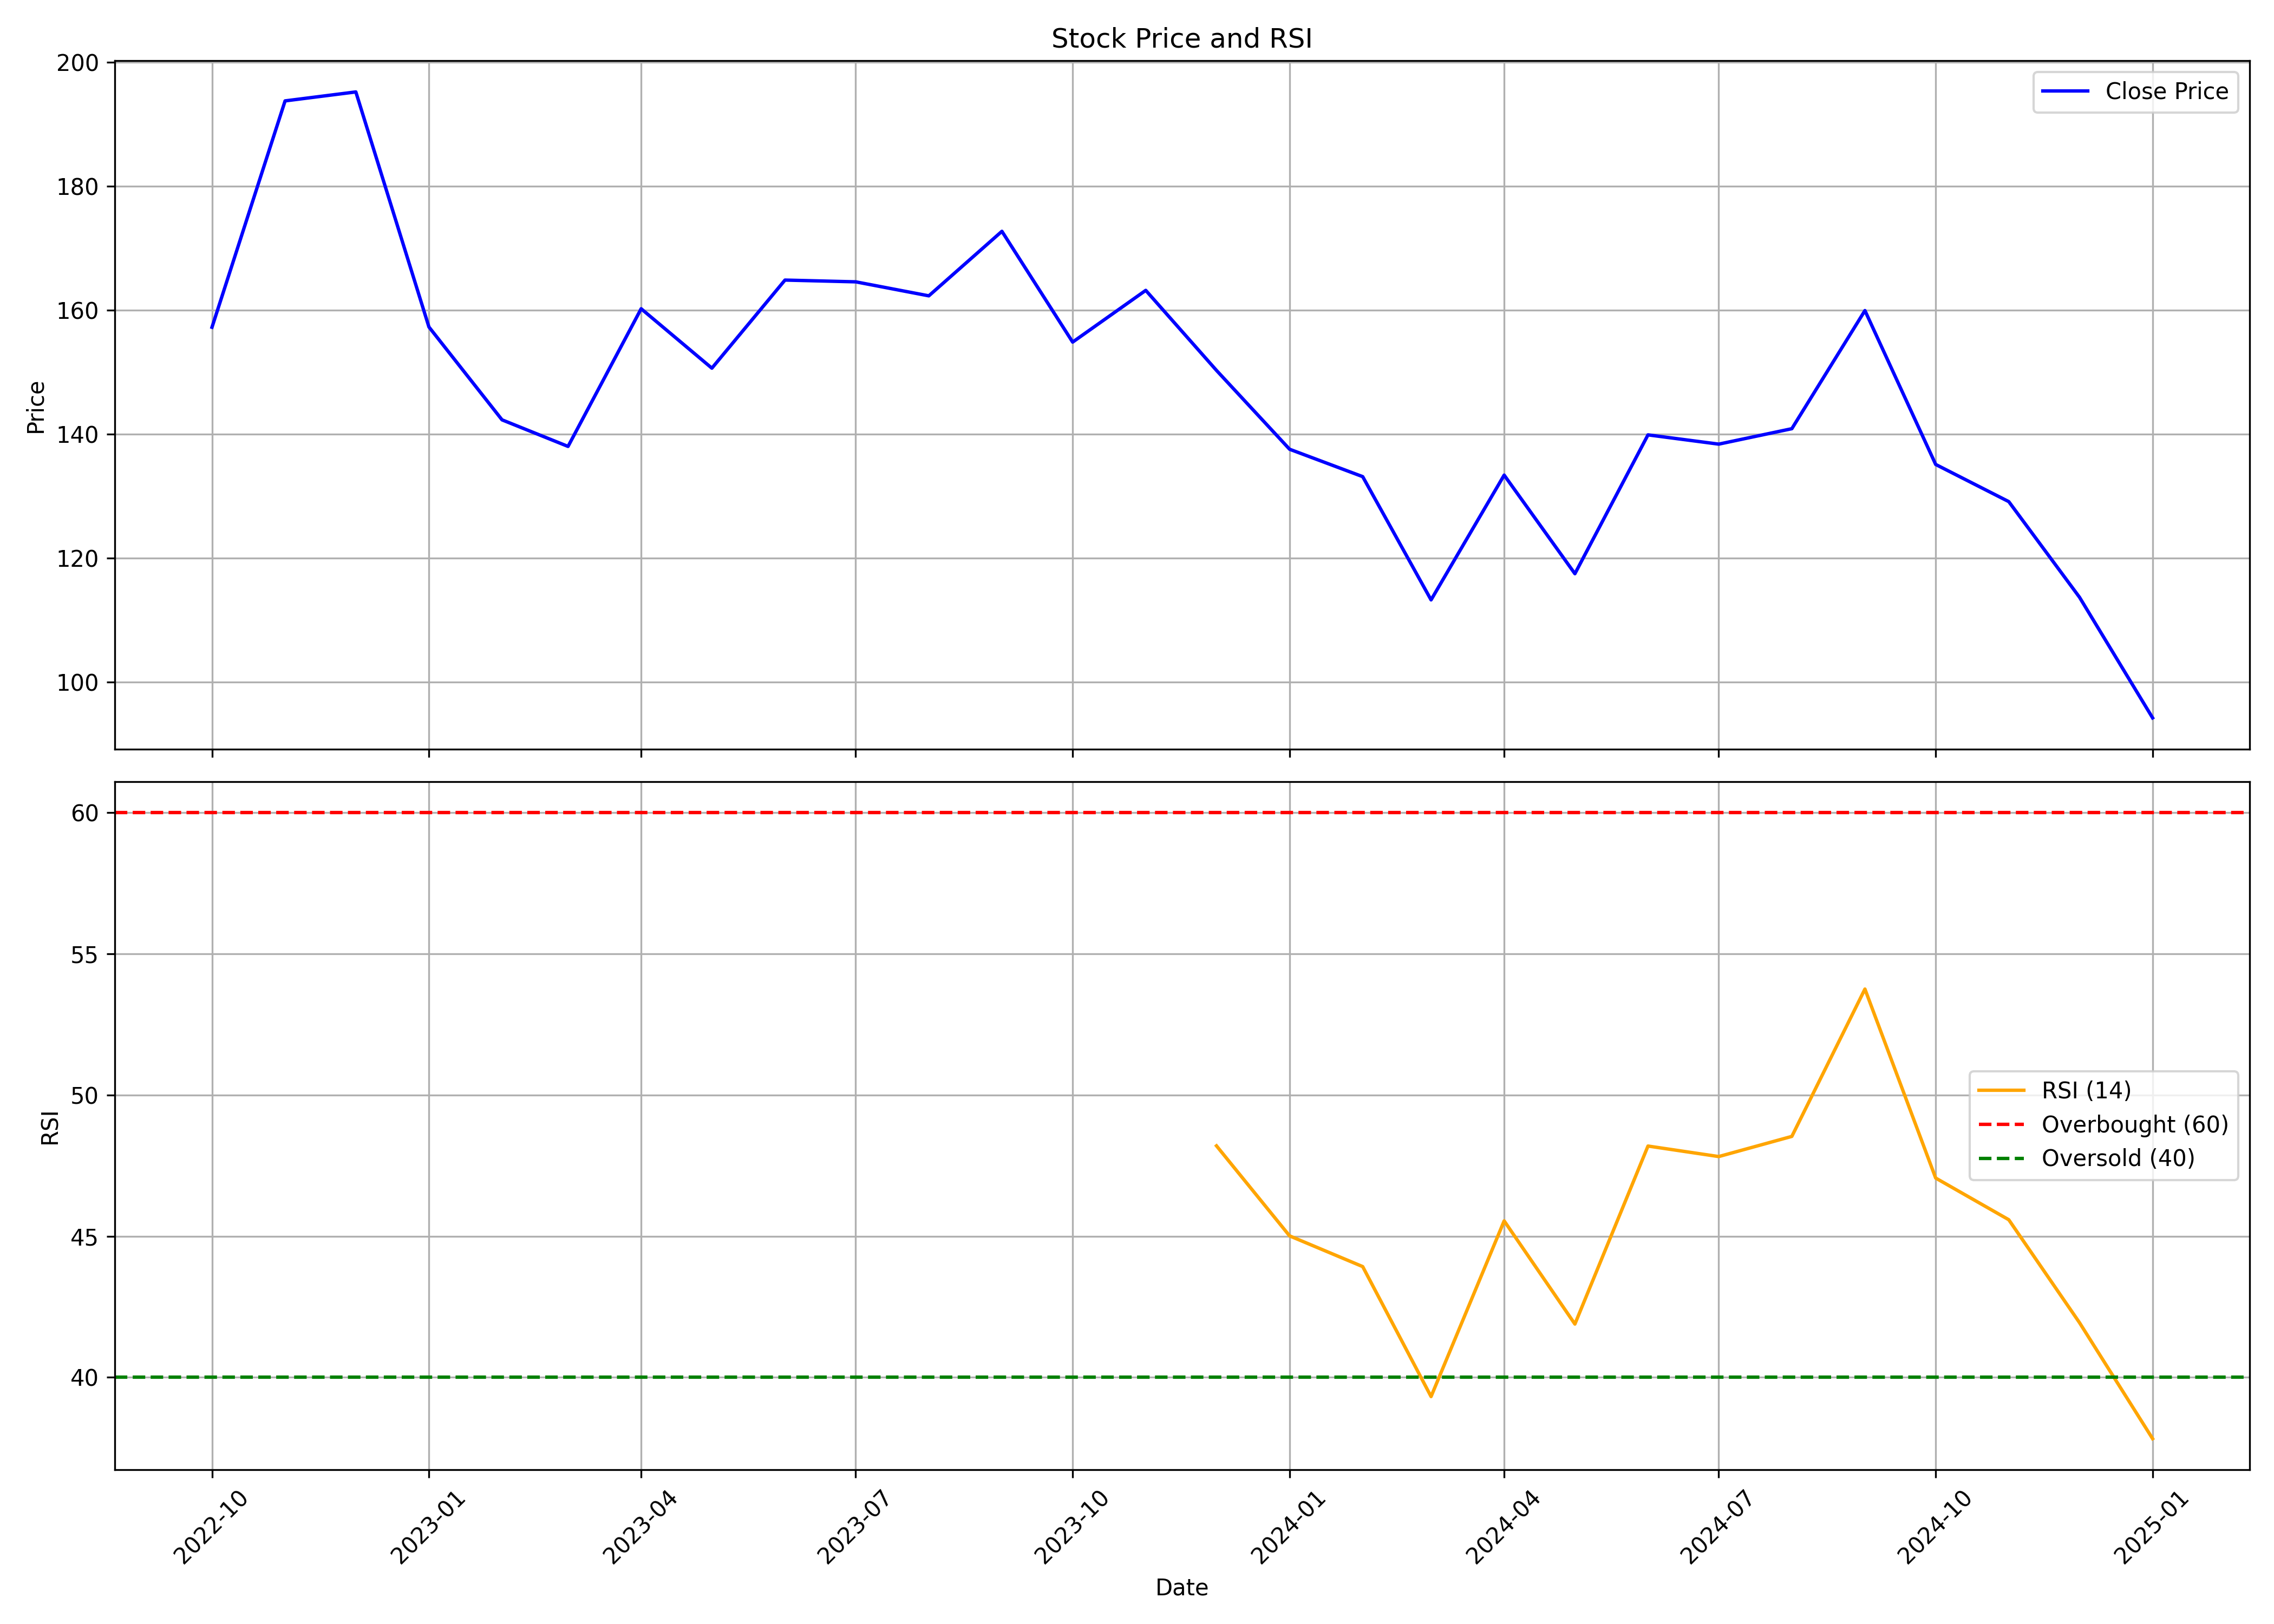 Stock Price and RSI
200
180
160
140
120
100
Price
Close Price
60
55
50
45
40
RSI
RSI (14)
Overbought (60)
Oversold (40)
2022-10
2023-01
2023-04
2023-07
2023-10
2024-01
2024-04
2024-07
2024-10
2025-01
Date